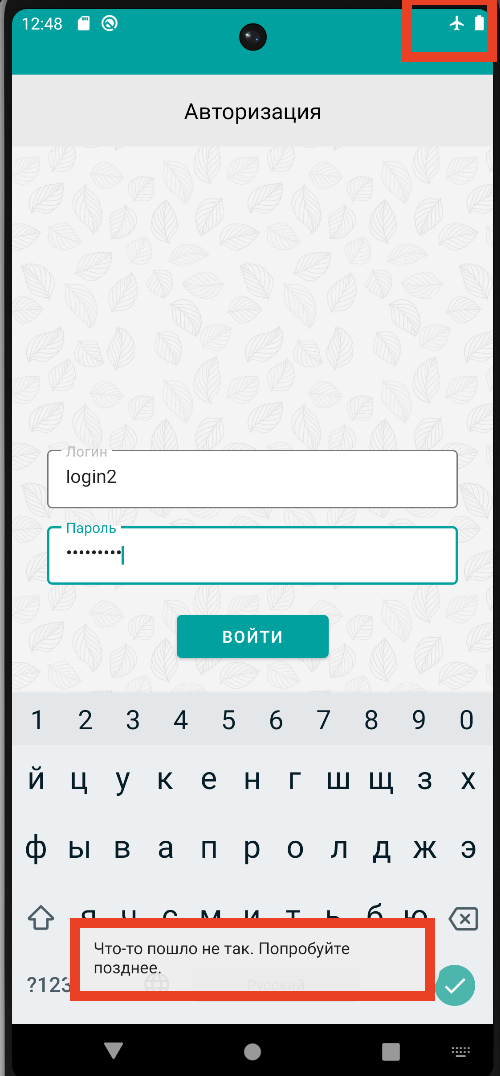 12:48
Авторизация
Логин
login2
Пароль
•••••••••
ВОЙТИ
1 2 3 4 5 6 7 8 9 0
й ц у к е н г ш щ з х
ф ы в а п р о л д ж э
я ч с м и т ь б ю
Что-то пошло не так. Попробуйте
позднее.
?123 Русский